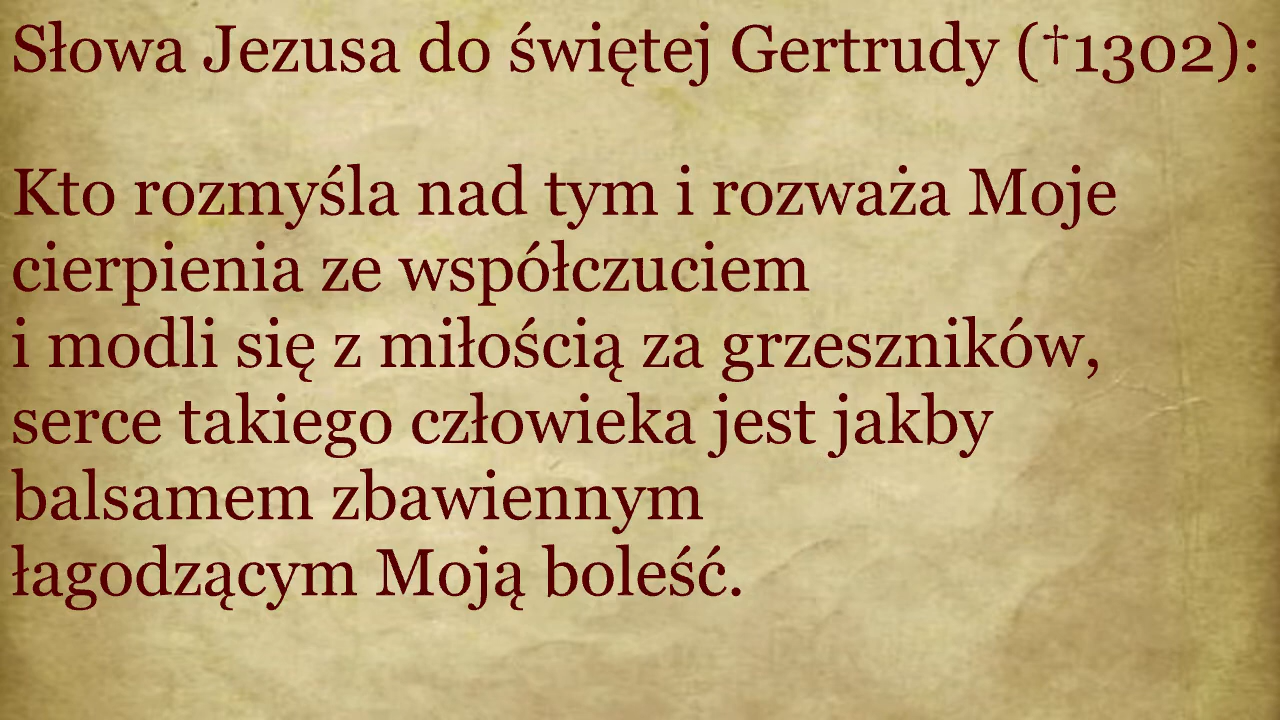 Słowa Jezusa do świętej Gertrudy (†1302):
Kto rozmyśla nad tym i rozważa Moje
cierpienia ze współczuciem
i modli się z miłością za grzeszników,
serce takiego człowieka jest jakby
balsamem zbawiennym
łagodzącym Moją boleść.